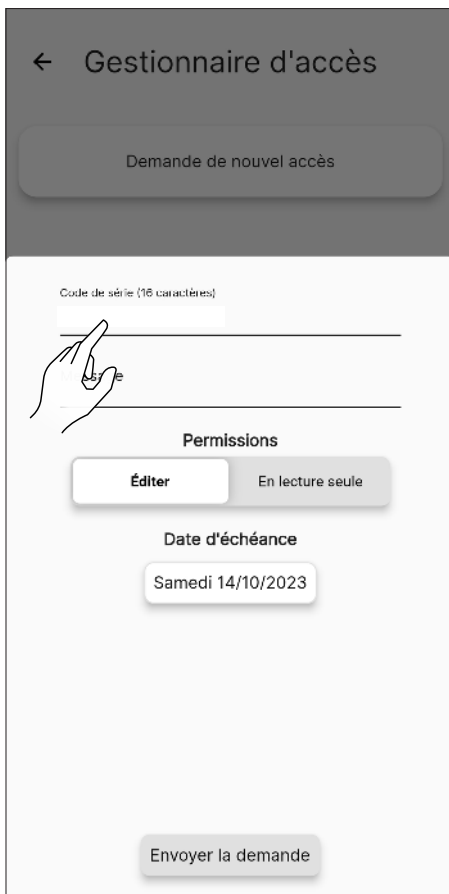 Gestionnaire d'accès
Demande de nouvel accès
Code de série (16 caractères)
Permissions
Éditer
En lecture seule
Date d'échéance
Samedi 14/10/2023
Envoyer la demande